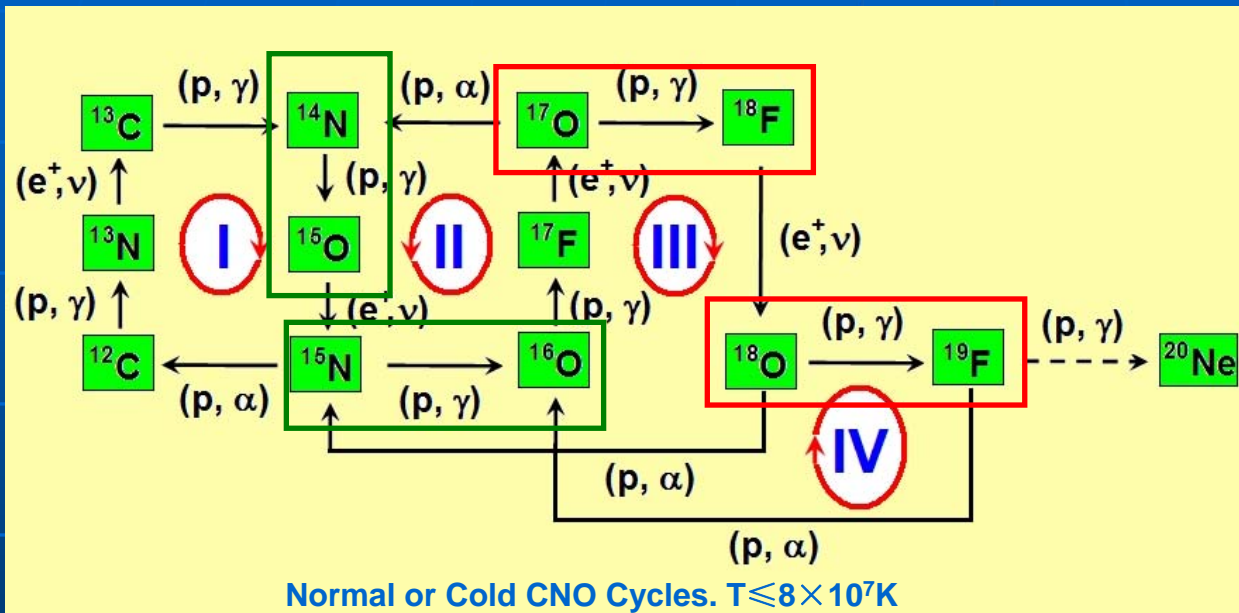 (p, γ) (p, α) (p, γ)
¹³C ¹⁴N ¹⁷O ¹⁸F
(e⁺,ν) (p, γ) (e⁺,ν)
¹³N I ¹⁵O II ¹⁷F III (e⁺,ν)
(p, γ) (e⁺,ν) (p, γ) (p, γ) (p, γ)
¹²C ¹⁵N ¹⁶O ¹⁸O ¹⁹F ²⁰Ne
(p, α) (p, γ)
IV
(p, α)
(p, α)
Normal or Cold CNO Cycles. T≤8×10⁷K